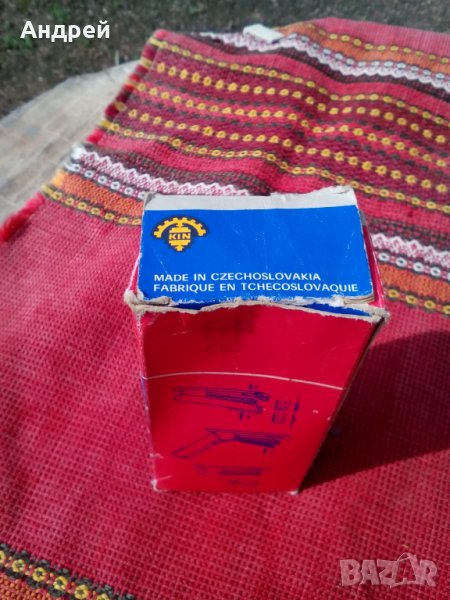 Андрей
KIN
MADE IN CZECHOSLOVAKIA
FABRIQUE EN TCHECOSLOVAQUIE
BAZAR